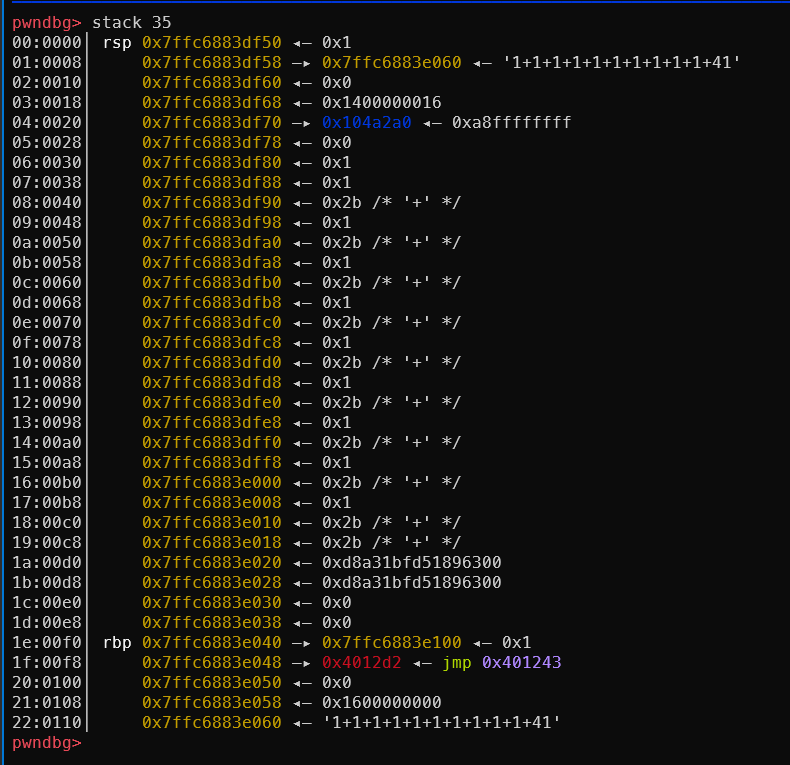 pwndbg> stack 35
00:0000│ rsp 0x7ffc6883df50 ◂— 0x1
01:0008│     0x7ffc6883df58 —▸ 0x7ffc6883e060 ◂— '1+1+1+1+1+1+1+1+1+1+41'
02:0010│     0x7ffc6883df60 ◂— 0x0
03:0018│     0x7ffc6883df68 ◂— 0x1400000016
04:0020│     0x7ffc6883df70 —▸ 0x104a2a0 ◂— 0xa8ffffffff
05:0028│     0x7ffc6883df78 ◂— 0x0
06:0030│     0x7ffc6883df80 ◂— 0x1
07:0038│     0x7ffc6883df88 ◂— 0x1
08:0040│     0x7ffc6883df90 ◂— 0x2b /* '+' */
09:0048│     0x7ffc6883df98 ◂— 0x1
0a:0050│     0x7ffc6883dfa0 ◂— 0x2b /* '+' */
0b:0058│     0x7ffc6883dfa8 ◂— 0x1
0c:0060│     0x7ffc6883dfb0 ◂— 0x2b /* '+' */
0d:0068│     0x7ffc6883dfb8 ◂— 0x1
0e:0070│     0x7ffc6883dfc0 ◂— 0x2b /* '+' */
0f:0078│     0x7ffc6883dfc8 ◂— 0x1
10:0080│     0x7ffc6883dfd0 ◂— 0x2b /* '+' */
11:0088│     0x7ffc6883dfd8 ◂— 0x1
12:0090│     0x7ffc6883dfe0 ◂— 0x2b /* '+' */
13:0098│     0x7ffc6883dfe8 ◂— 0x1
14:00a0│     0x7ffc6883dff0 ◂— 0x2b /* '+' */
15:00a8│     0x7ffc6883dff8 ◂— 0x1
16:00b0│     0x7ffc6883e000 ◂— 0x2b /* '+' */
17:00b8│     0x7ffc6883e008 ◂— 0x1
18:00c0│     0x7ffc6883e010 ◂— 0x2b /* '+' */
19:00c8│     0x7ffc6883e018 ◂— 0x2b /* '+' */
1a:00d0│     0x7ffc6883e020 ◂— 0xd8a31bfd51896300
1b:00d8│     0x7ffc6883e028 ◂— 0xd8a31bfd51896300
1c:00e0│     0x7ffc6883e030 ◂— 0x0
1d:00e8│     0x7ffc6883e038 ◂— 0x0
1e:00f0│ rbp 0x7ffc6883e040 —▸ 0x7ffc6883e100 ◂— 0x1
1f:00f8│     0x7ffc6883e048 —▸ 0x4012d2 ◂— jmp 0x401243
20:0100│     0x7ffc6883e050 ◂— 0x0
21:0108│     0x7ffc6883e058 ◂— 0x1600000000
22:0110│     0x7ffc6883e060 ◂— '1+1+1+1+1+1+1+1+1+1+41'
pwndbg>